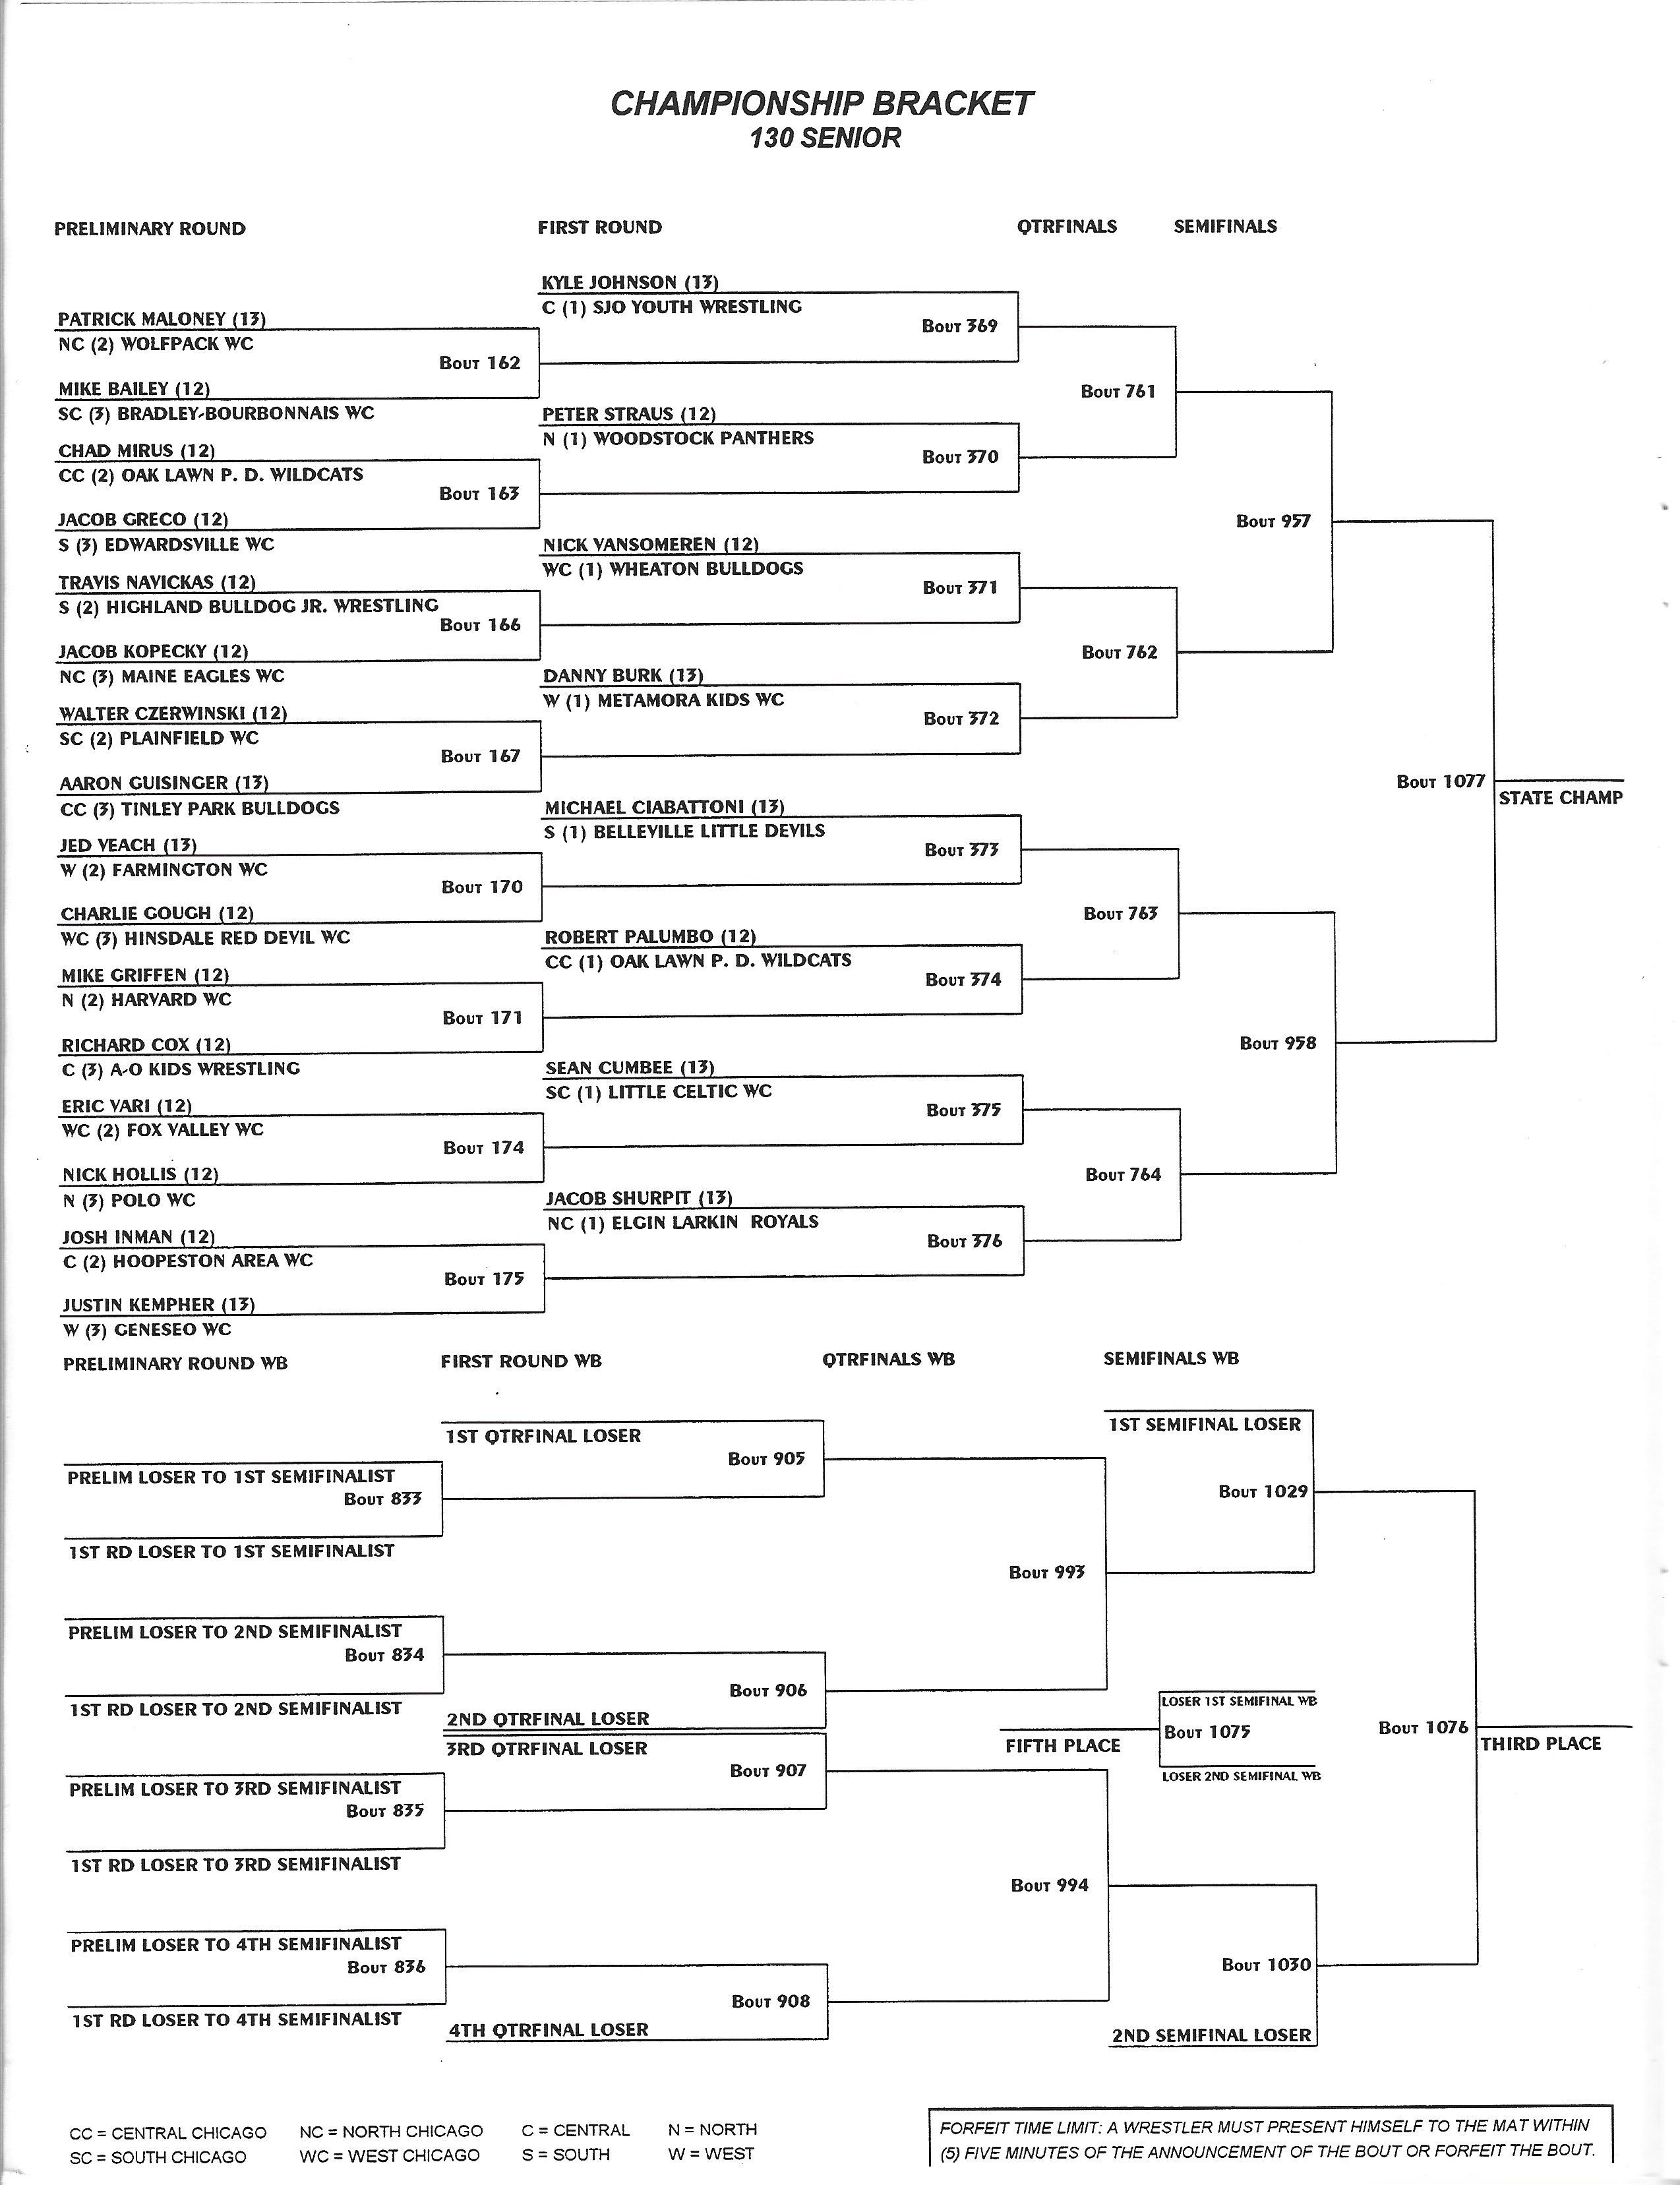 CHAMPIONSHIP BRACKET
130 SENIOR
PRELIMINARY ROUND FIRST ROUND QTRFINALS SEMIFINALS
KYLE JOHNSON (13)
C (1) SJO YOUTH WRESTLING
PATRICK MALONEY (13)
BOUT 369
NC (2) WOLFPACK WC
BOUT 162
MIKE BAILEY (12)
BOUT 761
SC (3) BRADLEY-BOURBONNAIS WC
PETER STRAUS (12)
N (1) WOODSTOCK PANTHERS
CHAD MIRUS (12)
BOUT 370
CC (2) OAK LAWN P. D. WILDCATS
BOUT 163
JACOB GRECO (12)
BOUT 957
S (3) EDWARDSVILLE WC
NICK VANSOMEREN (12)
WC (1) WHEATON BULLDOGS
TRAVIS NAVICKAS (12)
BOUT 371
S (2) HIGHLAND BULLDOG JR. WRESTLING
BOUT 166
JACOB KOPECKY (12)
BOUT 762
NC (3) MAINE EAGLES WC
DANNY BURK (13)
W (1) METAMORA KIDS WC
WALTER CZERWINSKI (12)
BOUT 372
SC (2) PLAINFIELD WC
BOUT 167
AARON GUISINGER (13)
BOUT 1077
STATE CHAMP
CC (3) TINLEY PARK BULLDOGS
MICHAEL CIABATTONI (13)
S (1) BELLEVILLE LITTLE DEVILS
JED VEACH (13)
BOUT 373
W (2) FARMINGTON WC
BOUT 170
CHARLIE GOUGH (12)
BOUT 763
WC (3) HINSDALE RED DEVIL WC
ROBERT PALUMBO (12)
CC (1) OAK LAWN P. D. WILDCATS
MIKE GRIFFEN (12)
BOUT 374
N (2) HARVARD WC
BOUT 171
RICHARD COX (12)
BOUT 958
C (3) A-O KIDS WRESTLING
SEAN CUMBEE (13)
SC (1) LITTLE CELTIC WC
ERIC VARI (12)
BOUT 375
WC (2) FOX VALLEY WC
BOUT 174
NICK HOLLIS (12)
BOUT 764
N (3) POLO WC
JACOB SHURPIT (13)
NC (1) ELGIN LARKIN ROYALS
JOSH INMAN (12)
BOUT 376
C (2) HOOPESTON AREA WC
BOUT 175
JUSTIN KEMPHER (13)
W (3) GENESEO WC
PRELIMINARY ROUND WB FIRST ROUND WB QTRFINALS WB SEMIFINALS WB
1ST SEMIFINAL LOSER
1ST QTRFINAL LOSER
BOUT 905
PRELIM LOSER TO 1ST SEMIFINALIST
BOUT 833
BOUT 1029
1ST RD LOSER TO 1ST SEMIFINALIST
BOUT 993
PRELIM LOSER TO 2ND SEMIFINALIST
BOUT 834
BOUT 906
LOSER 1ST SEMIFINAL WB
1ST RD LOSER TO 2ND SEMIFINALIST
2ND QTRFINAL LOSER
BOUT 1075
BOUT 1076
FIFTH PLACE
THIRD PLACE
3RD QTRFINAL LOSER
BOUT 907
LOSER 2ND SEMIFINAL WB
PRELIM LOSER TO 3RD SEMIFINALIST
BOUT 835
1ST RD LOSER TO 3RD SEMIFINALIST
BOUT 994
PRELIM LOSER TO 4TH SEMIFINALIST
BOUT 836
BOUT 1030
BOUT 908
1ST RD LOSER TO 4TH SEMIFINALIST
4TH QTRFINAL LOSER
2ND SEMIFINAL LOSER
CC = CENTRAL CHICAGO NC = NORTH CHICAGO C = CENTRAL N = NORTH
SC = SOUTH CHICAGO WC = WEST CHICAGO S = SOUTH W = WEST
FORFEIT TIME LIMIT: A WRESTLER MUST PRESENT HIMSELF TO THE MAT WITHIN
(5) FIVE MINUTES OF THE ANNOUNCEMENT OF THE BOUT OR FORFEIT THE BOUT.